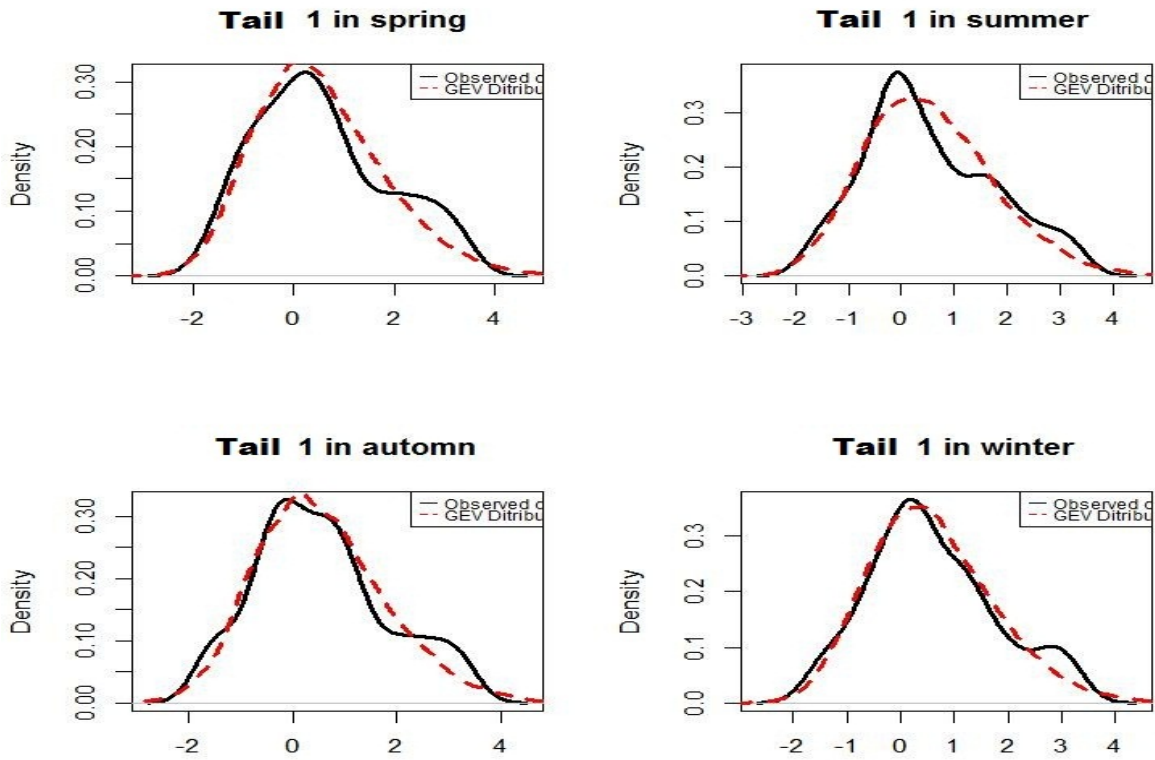 Tail 1 in spring
Tail 1 in summer
Density
0.00 0.10 0.20 0.30
-2 0 2 4
Observed
GEV Ditribu
Density
0.0 0.1 0.2 0.3
-3 -2 -1 0 1 2 3 4
Observed
GEV Ditribu
Tail 1 in automn
Tail 1 in winter
Density
0.00 0.10 0.20 0.30
-2 0 2 4
Observed
GEV Ditribu
Density
0.0 0.1 0.2 0.3
-2 -1 0 1 2 3 4
Observed
GEV Ditribu